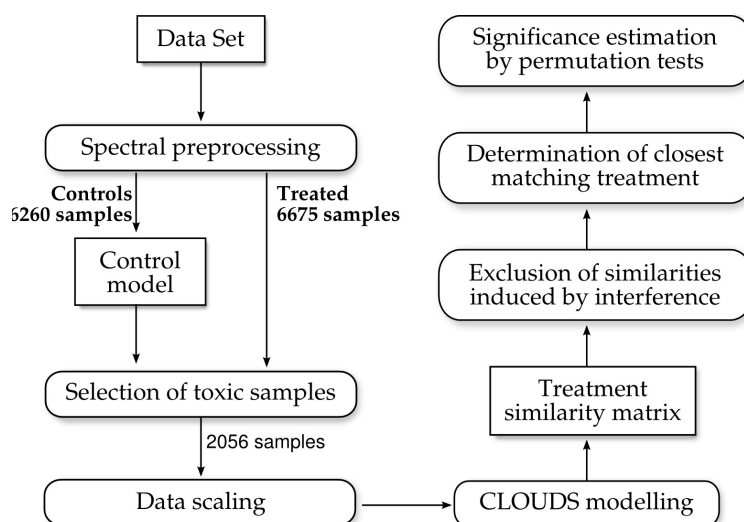 Data Set
Spectral preprocessing
Controls
6260 samples
Treated
6675 samples
Control
model
Selection of toxic samples
2056 samples
Data scaling
CLOUDS modelling
Treatment
similarity matrix
Exclusion of similarities
induced by interference
Determination of closest
matching treatment
Significance estimation
by permutation tests